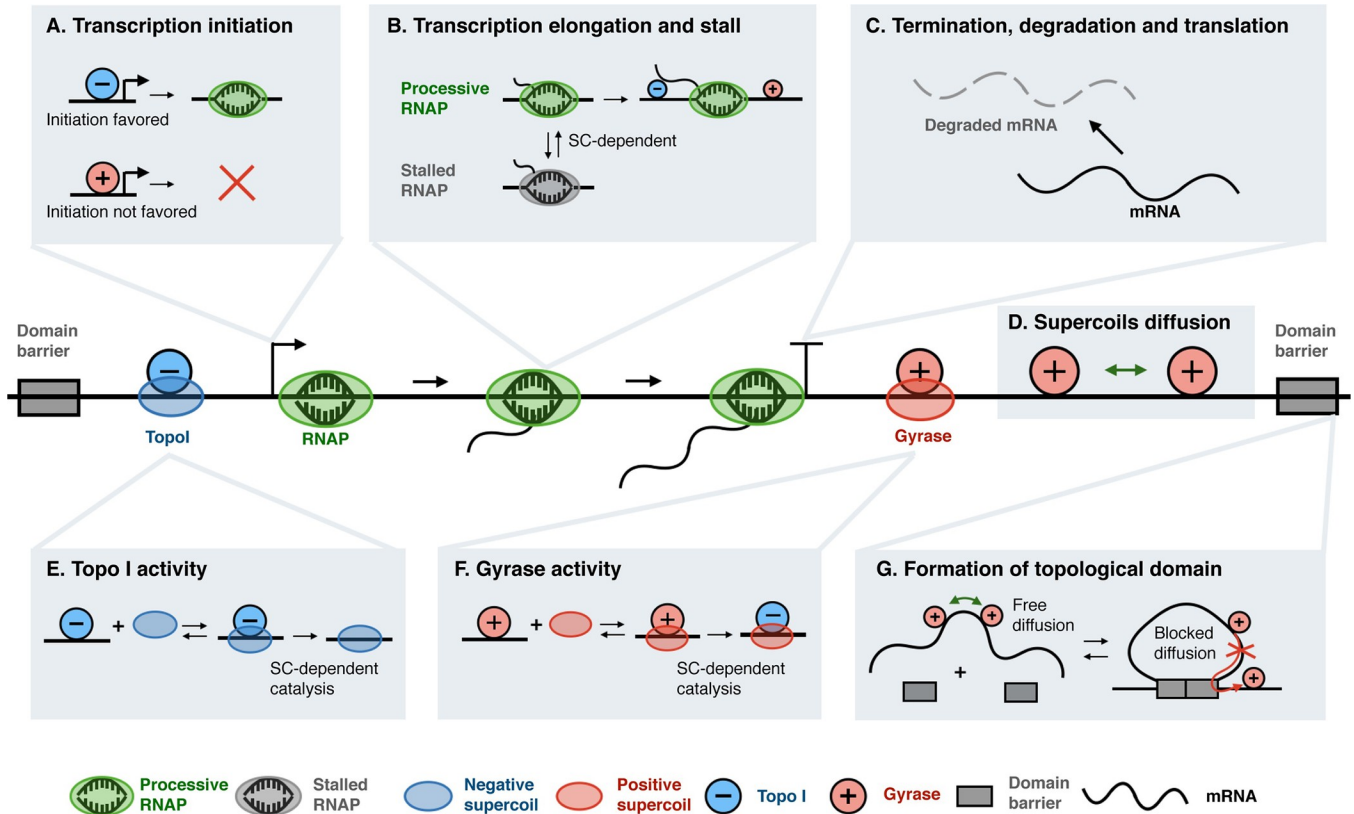 A. Transcription initiation
Initiation favored
Initiation not favored
B. Transcription elongation and stall
Processive
RNAP
SC-dependent
Stalled
RNAP
C. Termination, degradation and translation
Degraded mRNA
mRNA
Domain
barrier
TopoI
RNAP
Gyrase
D. Supercoils diffusion
Domain
barrier
E. Topo I activity
+
SC-dependent
catalysis
F. Gyrase activity
+
SC-dependent
catalysis
G. Formation of topological domain
Free
diffusion
+
Blocked
diffusion
Processive
RNAP
Stalled
RNAP
Negative
supercoil
Positive
supercoil
Topo I
Gyrase
Domain
barrier
mRNA